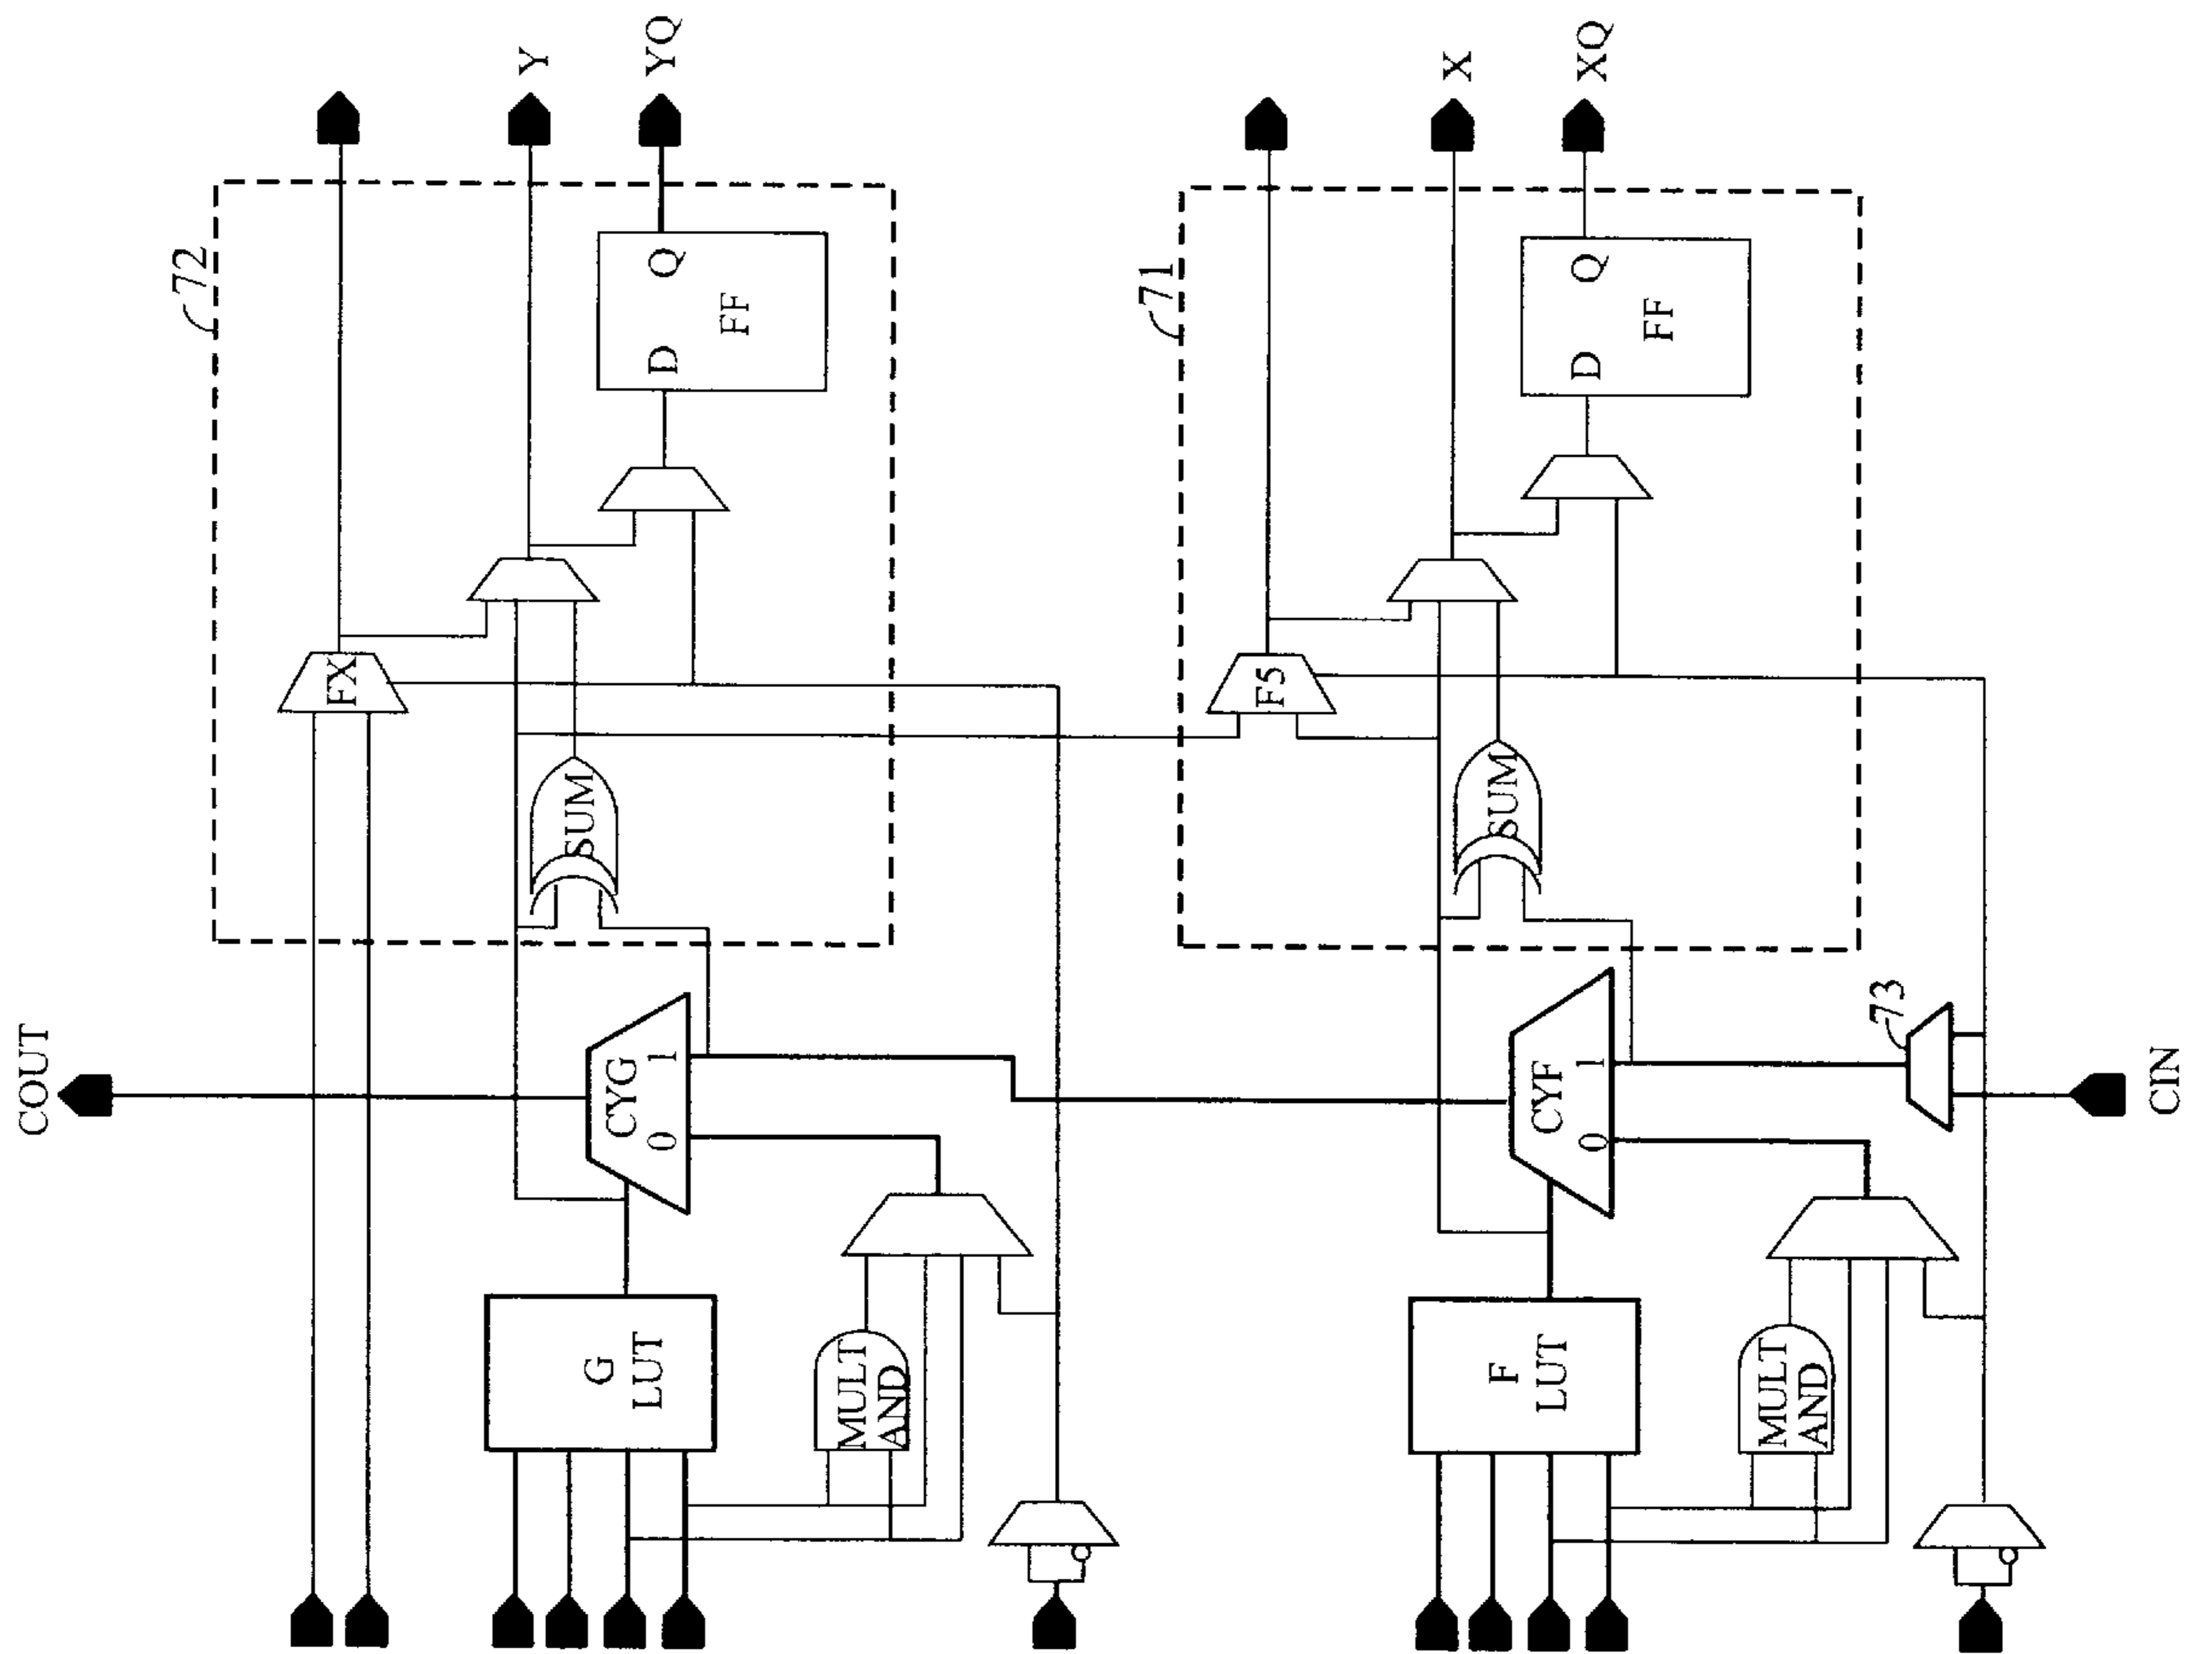 COUT
72
FX
Y
YQ
D Q
FF
SUM
CYG
0 1
G
LUT
MULT
AND
71
F5
X
XQ
D Q
FF
SUM
CYF
0 1
F
LUT
MULT
AND
73
CIN